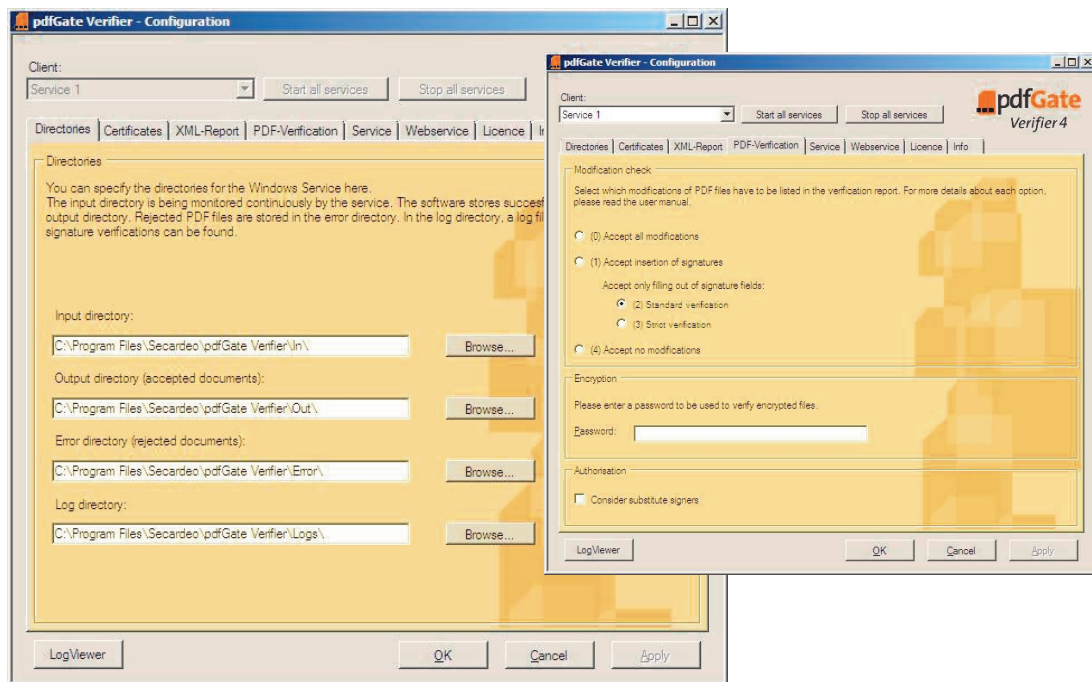 pdfGate Verifier - Configuration
Client:
Service 1
Start all services
Stop all services
Directories
Certificates
XML-Report
PDF-Verification
Service
Webservice
Licence
Directories
You can specify the directories for the Windows Service here.
The input directory is being monitored continuously by the service. The software stores
output directory. Rejected PDF files are stored in the error directory. In the log directory, a log
signature verifications can be found.
Input directory:
C:\Program Files\Secardeo\pdfGate Verifier\In\
Browse...
Output directory (accepted documents):
C:\Program Files\Secardeo\pdfGate Verifier\Out\
Browse...
Error directory (rejected documents):
C:\Program Files\Secardeo\pdfGate Verifier\Error\
Browse...
Log directory:
C:\Program Files\Secardeo\pdfGate Verifier\Logs\
Browse...
LogViewer
OK
Cancel
Apply
pdfGate Verifier - Configuration
Client:
Service 1
Start all services
Stop all services
pdfGate
Verifier 4
Directories
Certificates
XML-Report
PDF-Verification
Service
Webservice
Licence
Info
Modification check
Select which modifications of PDF files have to be listed in the verification report. For more details about each option,
please read the user manual.
(0) Accept all modifications
(1) Accept insertion of signatures
Accept only filling out of signature fields:
(2) Standard verification
(3) Strict verification
(4) Accept no modifications
Encryption
Please enter a password to be used to verify encrypted files.
Password:
Authorisation
Consider substitute signers
LogViewer
OK
Cancel
Apply